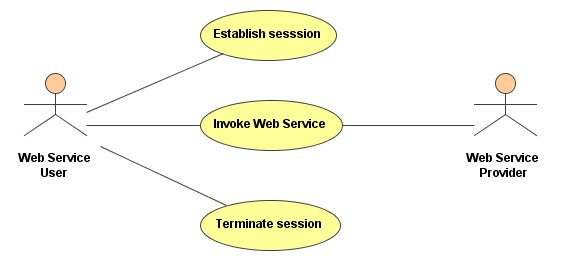 Establish sesssion
Invoke Web Service
Web Service
User
Web Service
Provider
Terminate session